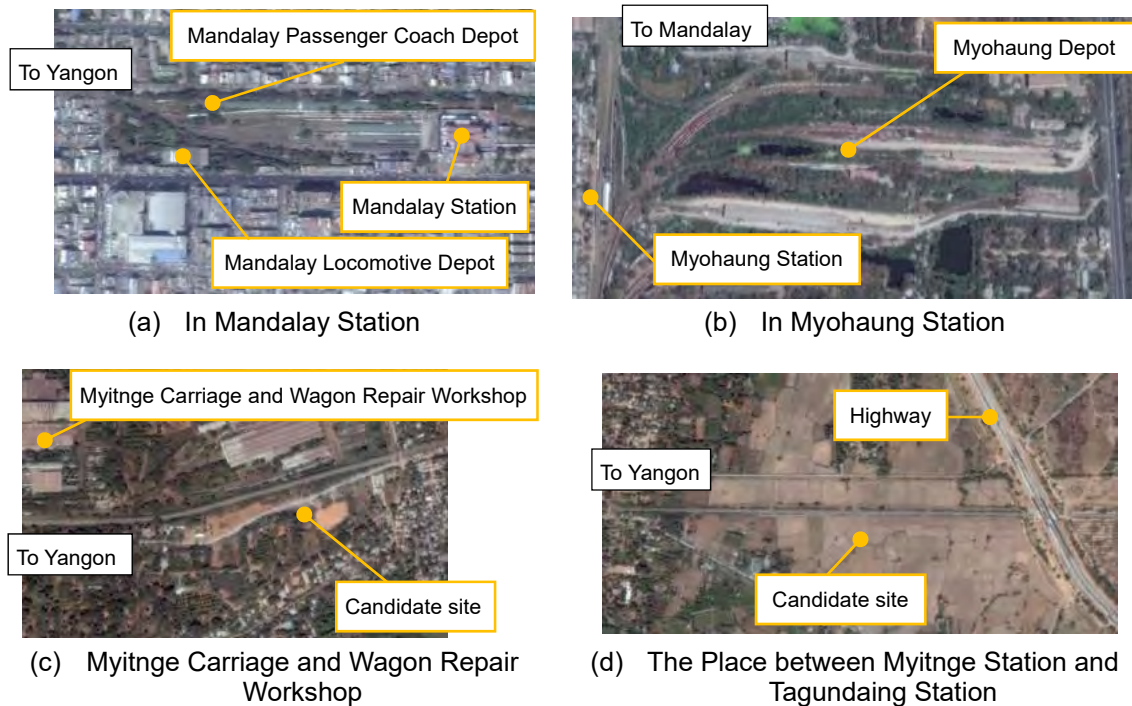 Mandalay Passenger Coach Depot
To Yangon
Mandalay Station
Mandalay Locomotive Depot
(a) In Mandalay Station
To Mandalay
Myohaung Depot
Myohaung Station
(b) In Myohaung Station
Myitnge Carriage and Wagon Repair Workshop
To Yangon
Candidate site
(c) Myitnge Carriage and Wagon Repair
Workshop
Highway
To Yangon
Candidate site
(d) The Place between Myitnge Station and
Tagundaing Station